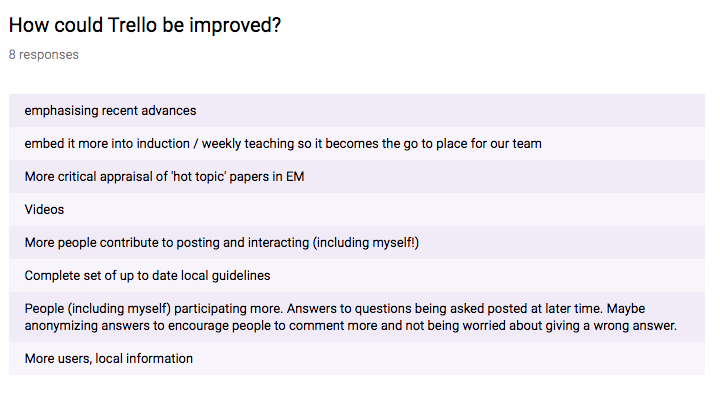 How could Trello be improved?
8 responses
emphasising recent advances
embed it more into induction / weekly teaching so it becomes the go to place for our team
More critical appraisal of 'hot topic' papers in EM
Videos
More people contribute to posting and interacting (including myself!)
Complete set of up to date local guidelines
People (including myself) participating more. Answers to questions being asked posted at later time. Maybe
anonymizing answers to encourage people to comment more and not being worried about giving a wrong answer.
More users, local information